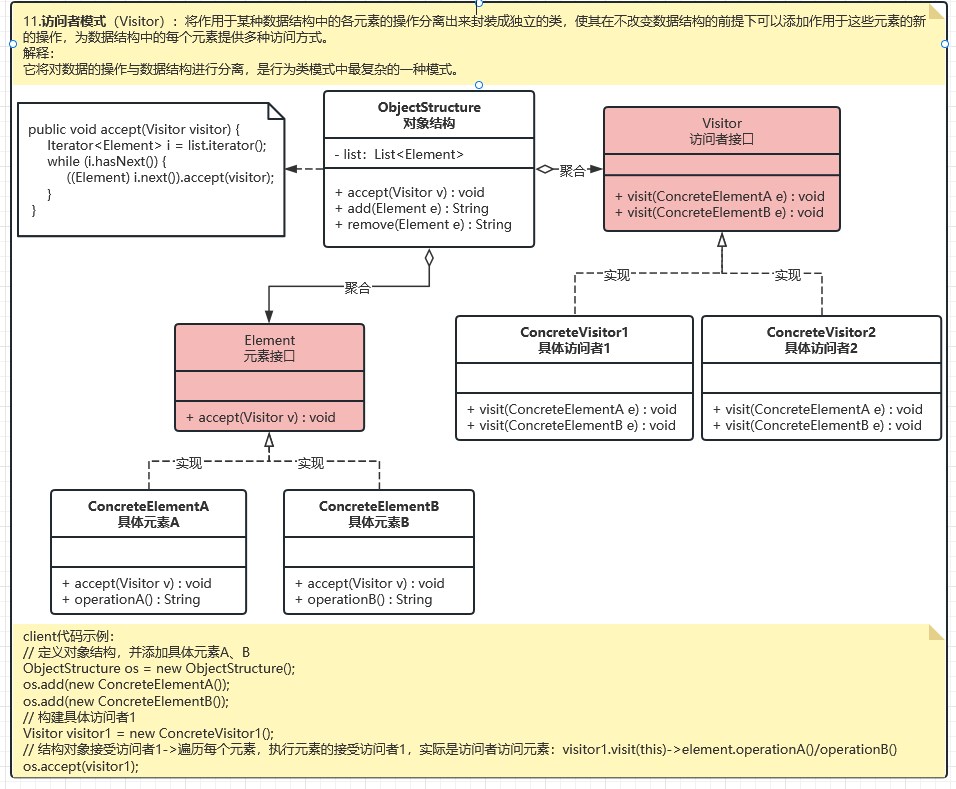 11.访问者模式（Visitor）：将作用于某种数据结构中的各元素的操作分离出来封装成独立的类，使其在不改变数据结构的前提下可以添加作用于这些元素的新
的操作，为数据结构中的每个元素提供多种访问方式。
解释：
它将对数据的操作与数据结构进行分离，是行为类模式中最复杂的一种模式。
public void accept(Visitor visitor) {
Iterator<Element> i = list.iterator();
while (i.hasNext()) {
((Element) i.next()).accept(visitor);
}
}
ObjectStructure
对象结构
- list：List<Element>
+ accept(Visitor v) : void
+ add(Element e) : String
+ remove(Element e) : String
聚合
Visitor
访问者接口
+ visit(ConcreteElementA e) : void
+ visit(ConcreteElementB e) : void
聚合
实现
实现
Element
元素接口
+ accept(Visitor v) : void
ConcreteVisitor1
具体访问者1
+ visit(ConcreteElementA e) : void
+ visit(ConcreteElementB e) : void
ConcreteVisitor2
具体访问者2
+ visit(ConcreteElementA e) : void
+ visit(ConcreteElementB e) : void
实现
实现
ConcreteElementA
具体元素A
+ accept(Visitor v) : void
+ operationA() : String
ConcreteElementB
具体元素B
+ accept(Visitor v) : void
+ operationB() : String
client代码示例：
// 定义对象结构，并添加具体元素A、B
ObjectStructure os = new ObjectStructure();
os.add(new ConcreteElementA());
os.add(new ConcreteElementB());
// 构建具体访问者1
Visitor visitor1 = new ConcreteVisitor1();
// 结构对象接受访问者1->遍历每个元素，执行元素的接受访问者1，实际是访问者访问元素：visitor1.visit(this)->element.operationA()/operationB()
os.accept(visitor1);